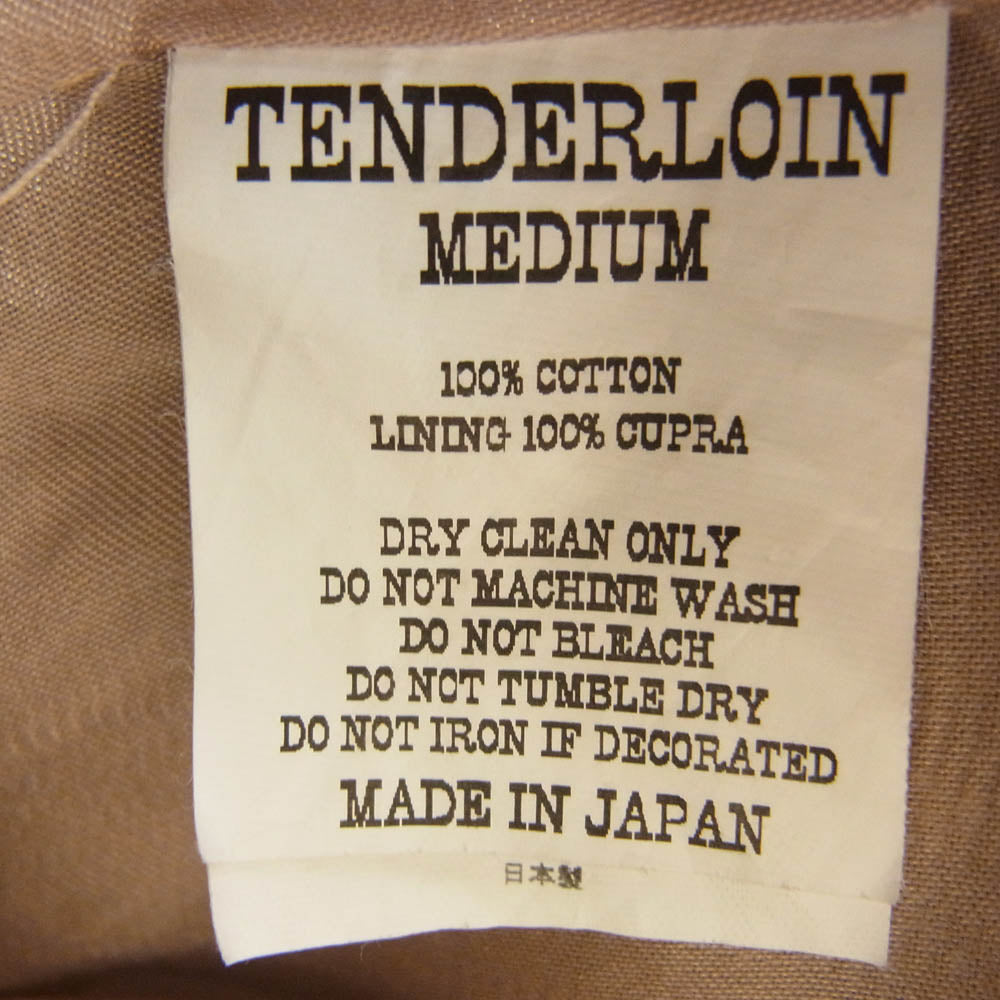 TENDERLOIN
MEDIUM
100% COTTON
LINING 100% CUPRA
DRY CLEAN ONLY
DO NOT MACHINE WASH
DO NOT BLEACH
DO NOT TUMBLE DRY
DO NOT IRON IF DECORATED
MADE IN JAPAN
日本製